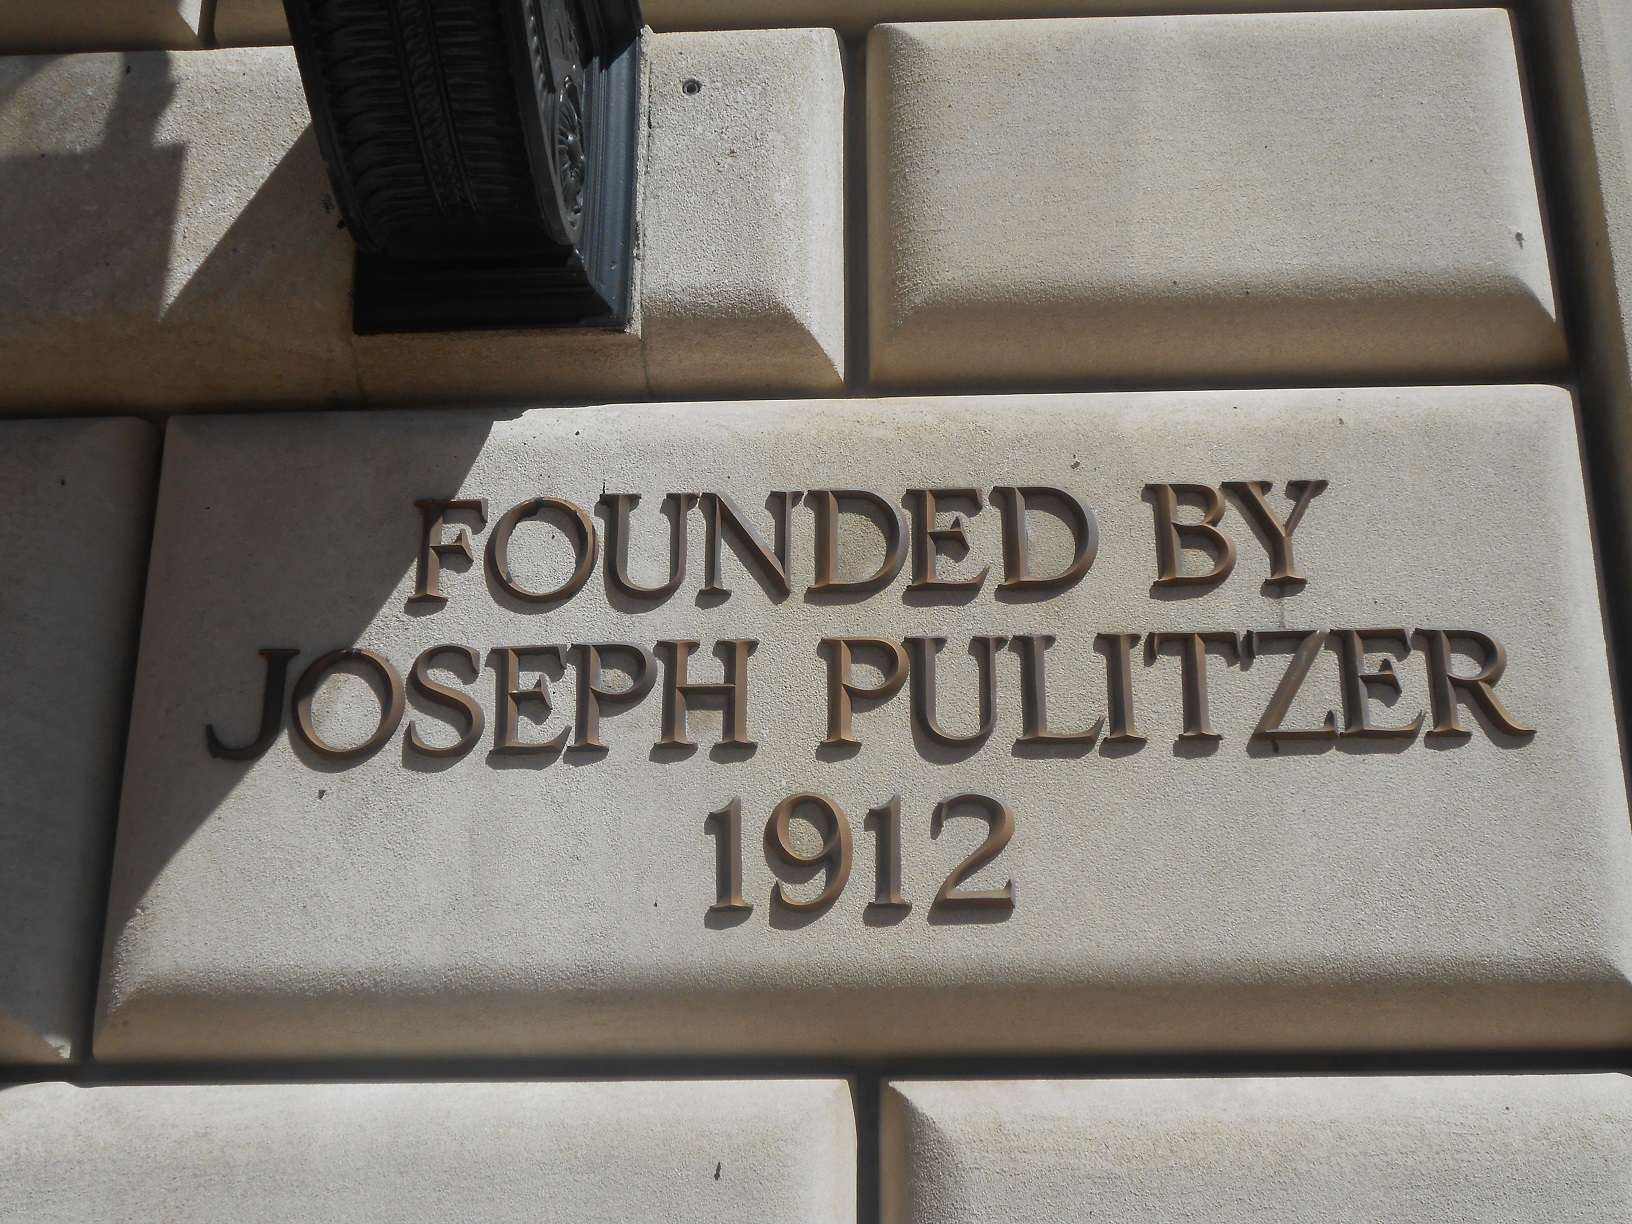 FOUNDED BY
JOSEPH PULITZER
1912